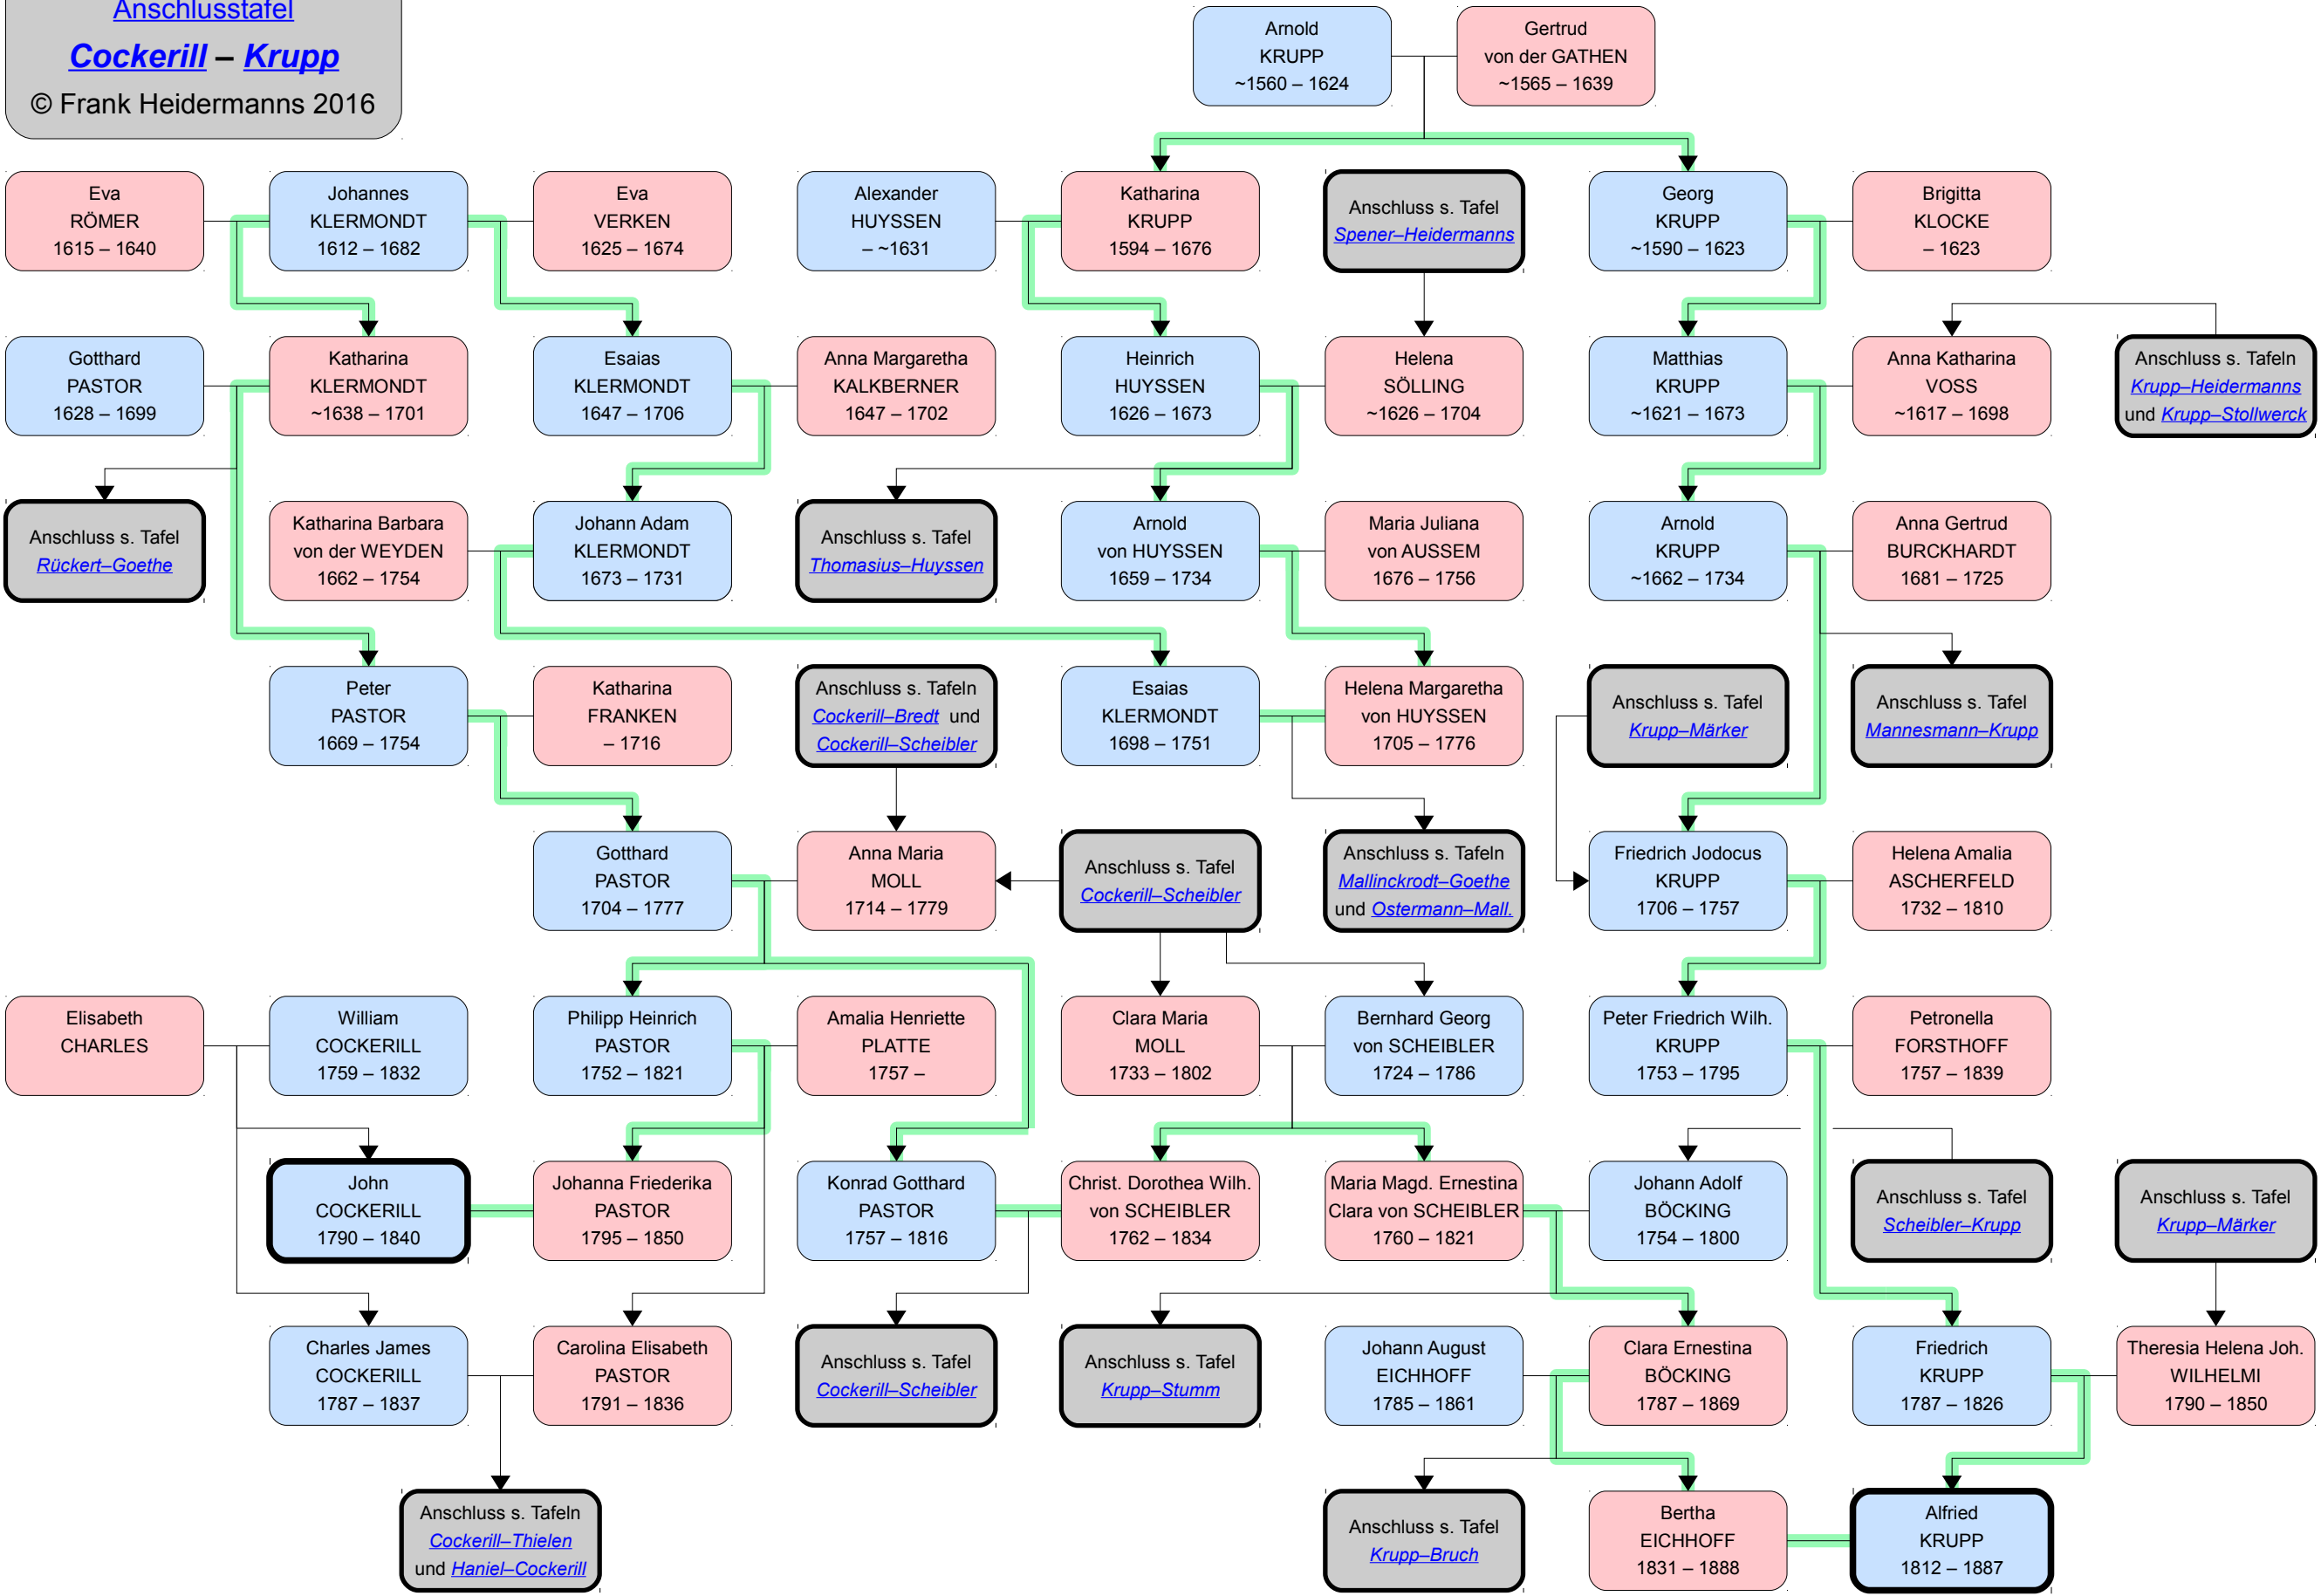 Anschlusstafel
Cockerill – Krupp
© Frank Heidermanns 2016
Arnold
KRUPP
~1560 – 1624
Gertrud
von der GATHEN
~1565 – 1639
Eva
RÖMER
1615 – 1640
Johannes
KLERMONDT
1612 – 1682
Eva
VERKEN
1625 – 1674
Alexander
HUYSSEN
– ~1631
Katharina
KRUPP
1594 – 1676
Anschluss s. Tafel
Spener–Heidermanns
Georg
KRUPP
~1590 – 1623
Brigitta
KLOCKE
– 1623
Gotthard
PASTOR
1628 – 1699
Katharina
KLERMONDT
~1638 – 1701
Esaias
KLERMONDT
1647 – 1706
Anna Margaretha
KALKBERNER
1647 – 1702
Heinrich
HUYSSEN
1626 – 1673
Helena
SÖLLING
~1626 – 1704
Matthias
KRUPP
~1621 – 1673
Anna Katharina
VOSS
~1617 – 1698
Anschluss s. Tafeln
Krupp–Heidermanns
und Krupp–Stollwerck
Anschluss s. Tafel
Rückert–Goethe
Katharina Barbara
von der WEYDEN
1662 – 1754
Johann Adam
KLERMONDT
1673 – 1731
Anschluss s. Tafel
Thomasius–Huyssen
Arnold
von HUYSSEN
1659 – 1734
Maria Juliana
von AUSSEM
1676 – 1756
Arnold
KRUPP
~1662 – 1734
Anna Gertrud
BURCKHARDT
1681 – 1725
Peter
PASTOR
1669 – 1754
Katharina
FRANKEN
– 1716
Anschluss s. Tafeln
Cockerill–Bredt und
Cockerill–Scheibler
Esaias
KLERMONDT
1698 – 1751
Helena Margaretha
von HUYSSEN
1705 – 1776
Anschluss s. Tafel
Krupp–Märker
Anschluss s. Tafel
Mannesmann–Krupp
Gotthard
PASTOR
1704 – 1777
Anna Maria
MOLL
1714 – 1779
Anschluss s. Tafel
Cockerill–Scheibler
Anschluss s. Tafeln
Mallinckrodt–Goethe
und Ostermann–Mall.
Friedrich Jodocus
KRUPP
1706 – 1757
Helena Amalia
ASCHERFELD
1732 – 1810
Elisabeth
CHARLES
William
COCKERILL
1759 – 1832
Philipp Heinrich
PASTOR
1752 – 1821
Amalia Henriette
PLATTE
1757 –
Clara Maria
MOLL
1733 – 1802
Bernhard Georg
von SCHEIBLER
1724 – 1786
Peter Friedrich Wilh.
KRUPP
1753 – 1795
Petronella
FORSTHOFF
1757 – 1839
John
COCKERILL
1790 – 1840
Johanna Friederika
PASTOR
1795 – 1850
Konrad Gotthard
PASTOR
1757 – 1816
Christ. Dorothea Wilh.
von SCHEIBLER
1762 – 1834
Maria Magd. Ernestina
Clara von SCHEIBLER
1760 – 1821
Johann Adolf
BÖCKING
1754 – 1800
Anschluss s. Tafel
Scheibler–Krupp
Anschluss s. Tafel
Krupp–Märker
Charles James
COCKERILL
1787 – 1837
Carolina Elisabeth
PASTOR
1791 – 1836
Anschluss s. Tafel
Cockerill–Scheibler
Anschluss s. Tafel
Krupp–Stumm
Johann August
EICHHOFF
1785 – 1861
Clara Ernestina
BÖCKING
1787 – 1869
Friedrich
KRUPP
1787 – 1826
Theresia Helena Joh.
WILHELMI
1790 – 1850
Anschluss s. Tafeln
Cockerill–Thielen
und Haniel–Cockerill
Anschluss s. Tafel
Krupp–Bruch
Bertha
EICHHOFF
1831 – 1888
Alfried
KRUPP
1812 – 1887